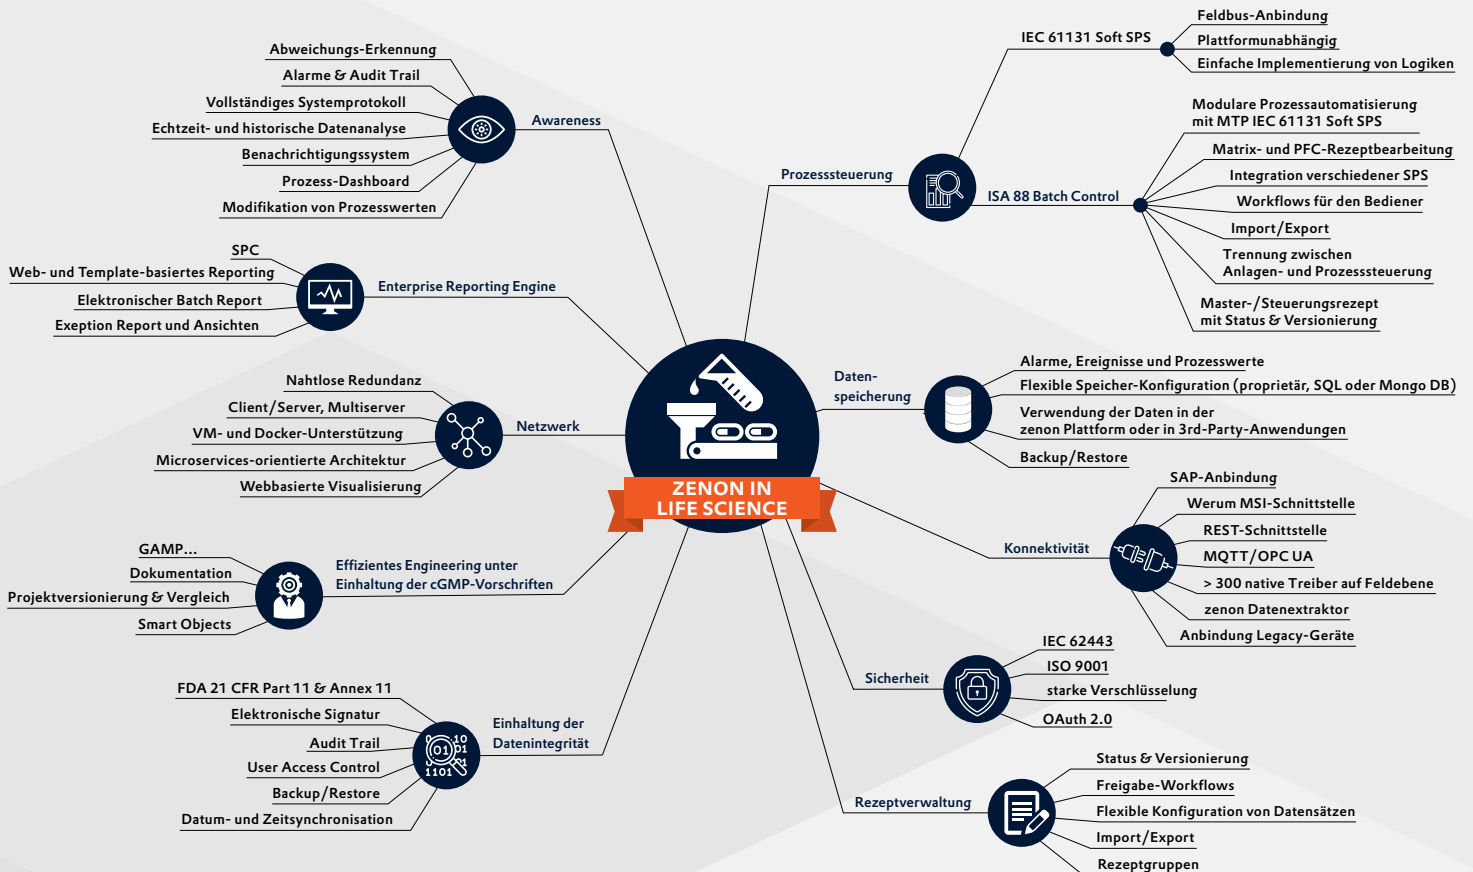 Abweichungs-Erkennung
Alarme & Audit Trail
Vollständiges Systemprotokoll
Echtzeit- und historische Datenanalyse
Benachrichtigungssystem
Prozess-Dashboard
Modifikation von Prozesswerten
Awareness
SPC
Web- und Template-basiertes Reporting
Elektronischer Batch Report
Exeption Report und Ansichten
Enterprise Reporting Engine
Nahtlose Redundanz
Client/Server, Multiserver
VM- und Docker-Unterstützung
Microservices-orientierte Architektur
Webbasierte Visualisierung
Netzwerk
GAMP...
Dokumentation
Projektversionierung & Vergleich
Smart Objects
Effizientes Engineering unter
Einhaltung der cGMP-Vorschriften
FDA 21 CFR Part 11 & Annex 11
Elektronische Signatur
Audit Trail
User Access Control
Backup/Restore
Datum- und Zeitsynchronisation
Einhaltung der
Datenintegrität
ZENON IN
LIFE SCIENCE
Prozesssteuerung
IEC 61131 Soft SPS
Feldbus-Anbindung
Plattformunabhängig
Einfache Implementierung von Logiken
ISA 88 Batch Control
Modulare Prozessautomatisierung
mit MTP IEC 61131 Soft SPS
Matrix- und PFC-Rezeptbearbeitung
Integration verschiedener SPS
Workflows für den Bediener
Import/Export
Trennung zwischen
Anlagen- und Prozesssteuerung
Master-/Steuerungsrezept
mit Status & Versionierung
Daten-
speicherung
Alarme, Ereignisse und Prozesswerte
Flexible Speicher-Konfiguration (proprietär, SQL oder Mongo DB)
Verwendung der Daten in der
zenon Plattform oder in 3rd-Party-Anwendungen
Backup/Restore
Konnektivität
SAP-Anbindung
Werum MSI-Schnittstelle
REST-Schnittstelle
MQTT/OPC UA
> 300 native Treiber auf Feldebene
zenon Datenextraktor
Anbindung Legacy-Geräte
Sicherheit
IEC 62443
ISO 9001
starke Verschlüsselung
OAuth 2.0
Rezeptverwaltung
Status & Versionierung
Freigabe-Workflows
Flexible Konfiguration von Datensätzen
Import/Export
Rezeptgruppen